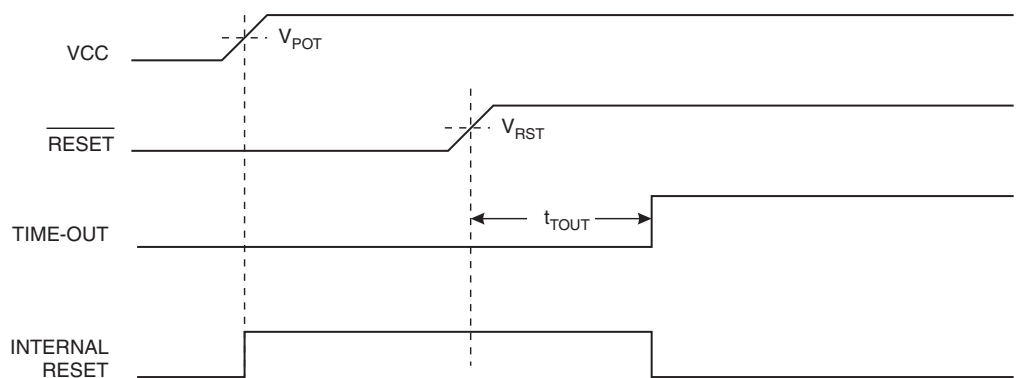 VCC
VPOT
RESET
VRST
TIME-OUT
tTOUT
INTERNAL
RESET